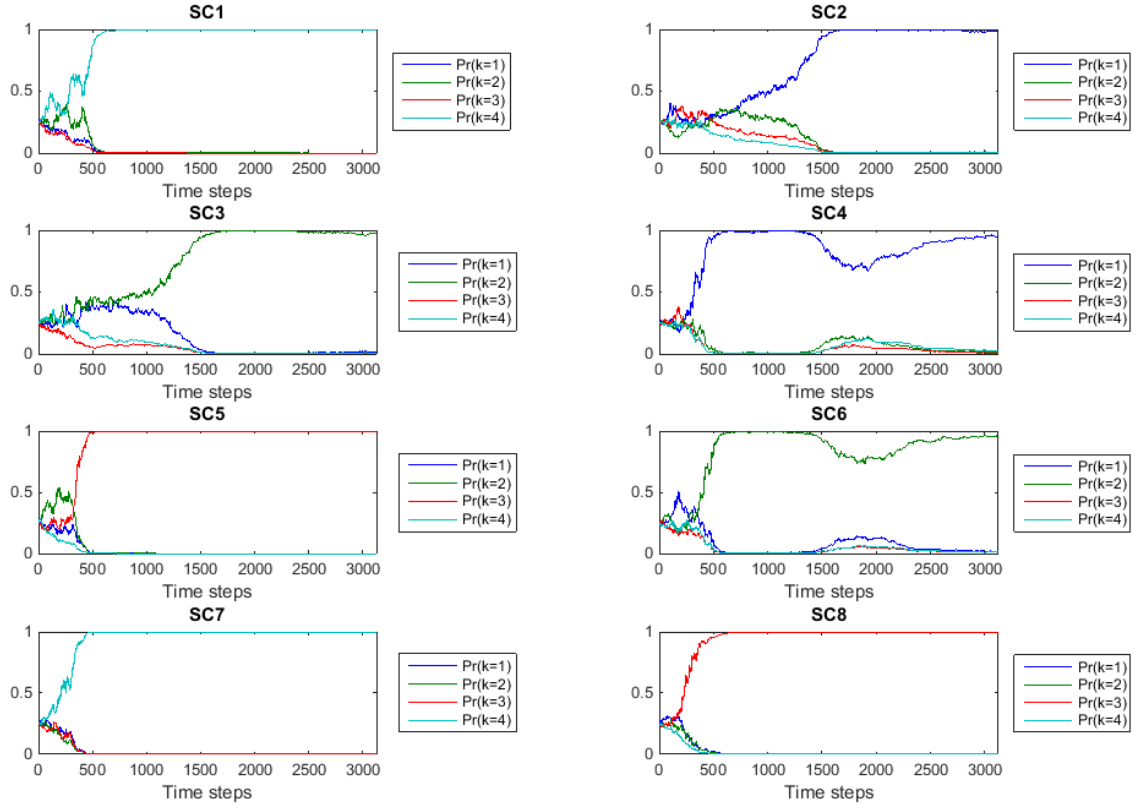 SC1
1
0.5
0
0 500 1000 1500 2000 2500 3000
Time steps
Pr(k=1)
Pr(k=2)
Pr(k=3)
Pr(k=4)
SC2
1
0.5
0
0 500 1000 1500 2000 2500 3000
Time steps
Pr(k=1)
Pr(k=2)
Pr(k=3)
Pr(k=4)
SC3
1
0.5
0
0 500 1000 1500 2000 2500 3000
Time steps
Pr(k=1)
Pr(k=2)
Pr(k=3)
Pr(k=4)
SC4
1
0.5
0
0 500 1000 1500 2000 2500 3000
Time steps
Pr(k=1)
Pr(k=2)
Pr(k=3)
Pr(k=4)
SC5
1
0.5
0
0 500 1000 1500 2000 2500 3000
Time steps
Pr(k=1)
Pr(k=2)
Pr(k=3)
Pr(k=4)
SC6
1
0.5
0
0 500 1000 1500 2000 2500 3000
Time steps
Pr(k=1)
Pr(k=2)
Pr(k=3)
Pr(k=4)
SC7
1
0.5
0
0 500 1000 1500 2000 2500 3000
Time steps
Pr(k=1)
Pr(k=2)
Pr(k=3)
Pr(k=4)
SC8
1
0.5
0
0 500 1000 1500 2000 2500 3000
Time steps
Pr(k=1)
Pr(k=2)
Pr(k=3)
Pr(k=4)